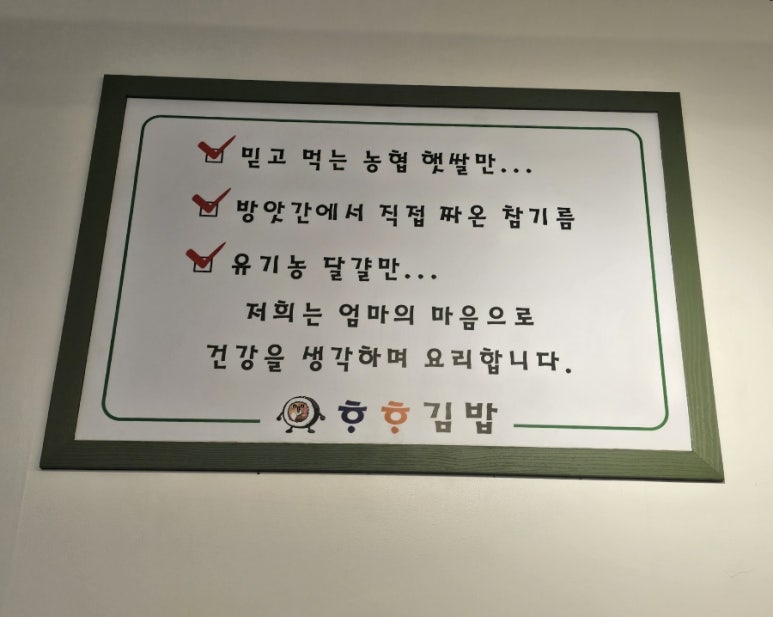 믿고 먹는 농협 햇쌀만...
방앗간에서 직접 짜온 참기름
유기농 달걀만...
저희는 엄마의 마음으로
건강을 생각하며 요리합니다.
호호김밥